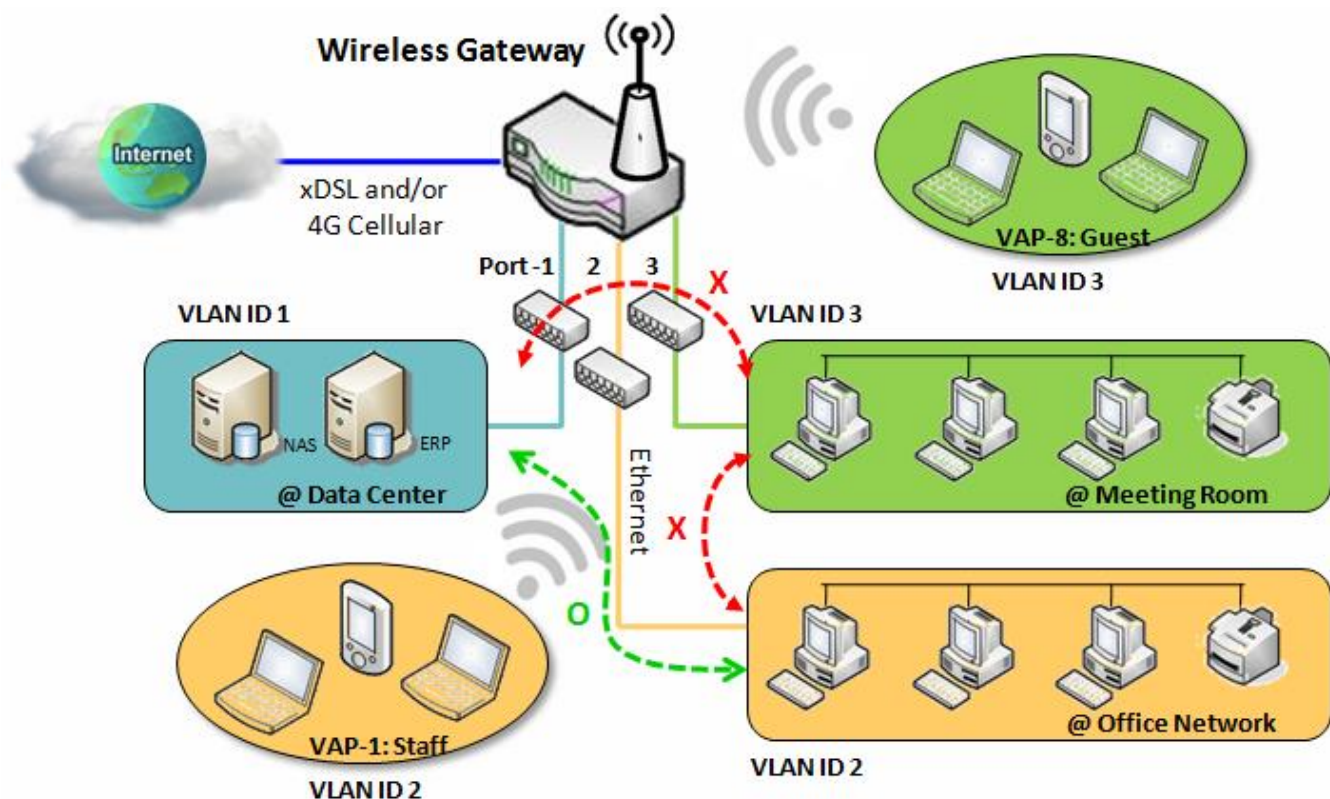 Wireless Gateway
Internet
xDSL and/or
4G Cellular
VAP-8: Guest
VLAN ID 3
Port -1
2
3
X
VLAN ID 1
VLAN ID 3
NAS
ERP
@ Data Center
Ethernet
@ Meeting Room
X
O
VAP-1: Staff
VLAN ID 2
@ Office Network
VLAN ID 2